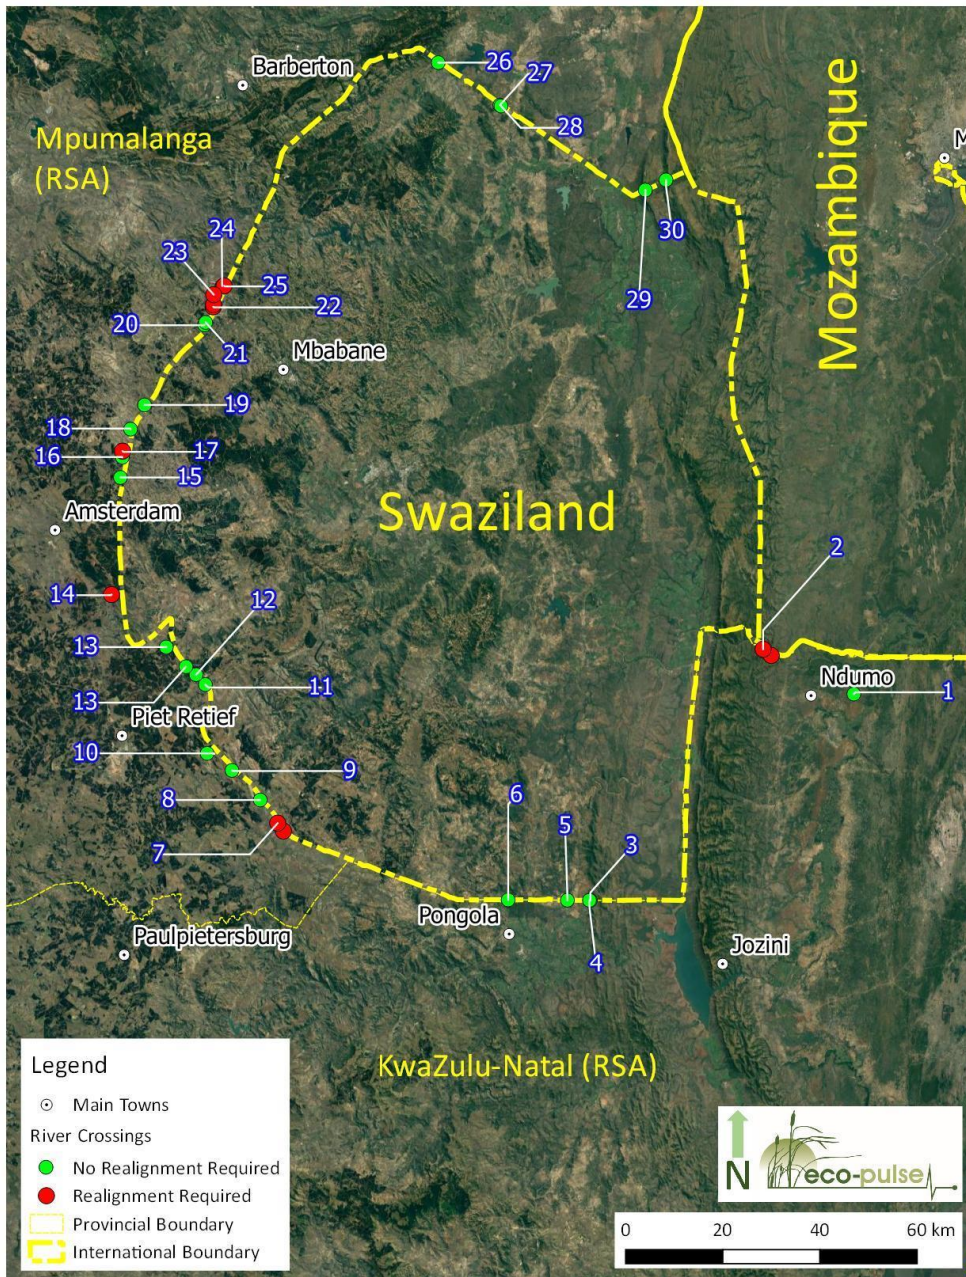 Barberton
26
27
28
Mpumalanga
(RSA)
Mozambique
M
24
23
25
22
30
29
20
21
Mbabane
19
18
17
16
15
Amsterdam
Swaziland
2
14
12
13
Ndumo
1
11
13
Piet Retief
10
9
8
6
5
3
7
Pongola
4
Paulpietersburg
Jozini
KwaZulu-Natal (RSA)
Legend
Main Towns
River Crossings
No Realignment Required
Realignment Required
Provincial Boundary
International Boundary
N
eco-pulse
0 20 40 60 km